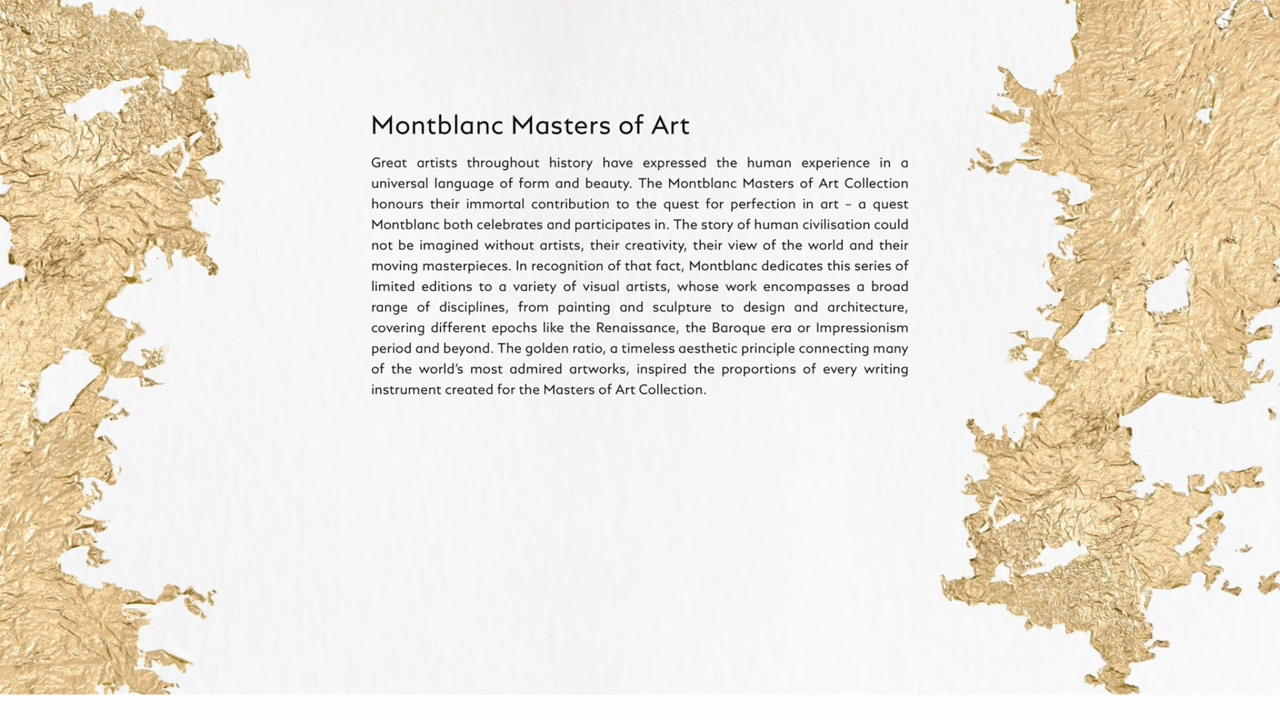 Montblanc Masters of Art
Great artists throughout history have expressed the human experience in a
universal language of form and beauty. The Montblanc Masters of Art Collection
honours their immortal contribution to the quest for perfection in art – a quest
Montblanc both celebrates and participates in. The story of human civilisation could
not be imagined without artists, their creativity, their view of the world and their
moving masterpieces. In recognition of that fact, Montblanc dedicates this series of
limited editions to a variety of visual artists, whose work encompasses a broad
range of disciplines, from painting and sculpture to design and architecture,
covering different epochs like the Renaissance, the Baroque era or Impressionism
period and beyond. The golden ratio, a timeless aesthetic principle connecting many
of the world’s most admired artworks, inspired the proportions of every writing
instrument created for the Masters of Art Collection.